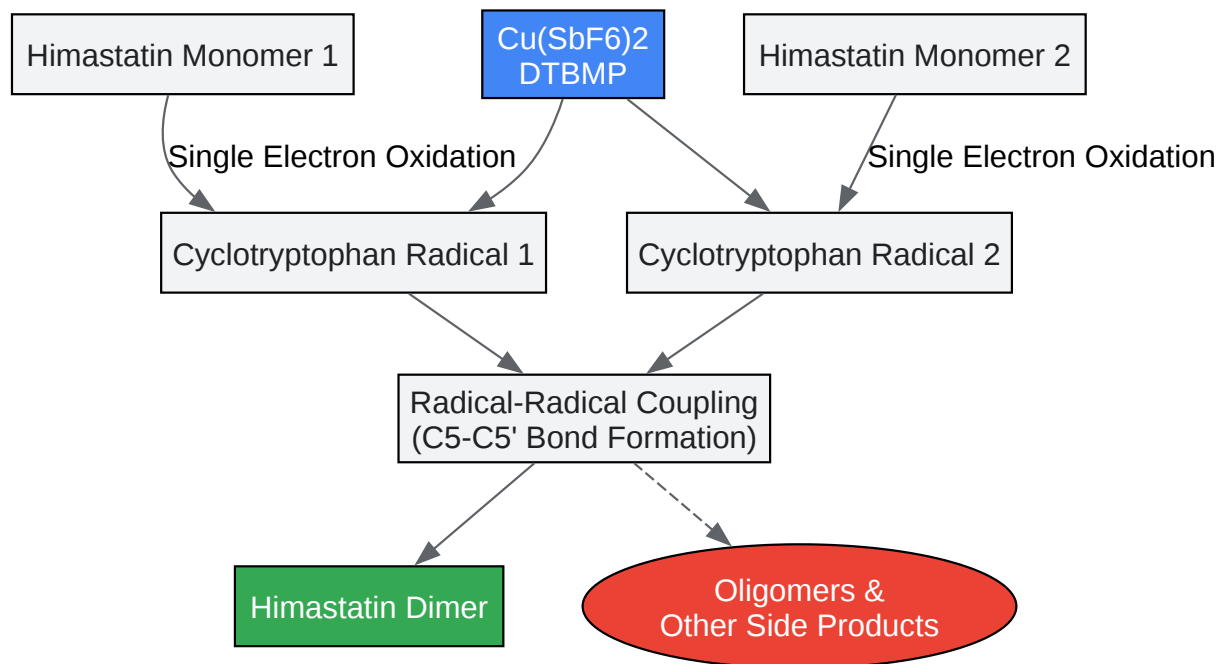 Himastatin Monomer 1
Cu(SbF6)2
DTBMP
Himastatin Monomer 2
Single Electron Oxidation
Single Electron Oxidation
Cyclotryptophan Radical 1
Cyclotryptophan Radical 2
Radical-Radical Coupling
(C5-C5' Bond Formation)
Himastatin Dimer
Oligomers &
Other Side Products